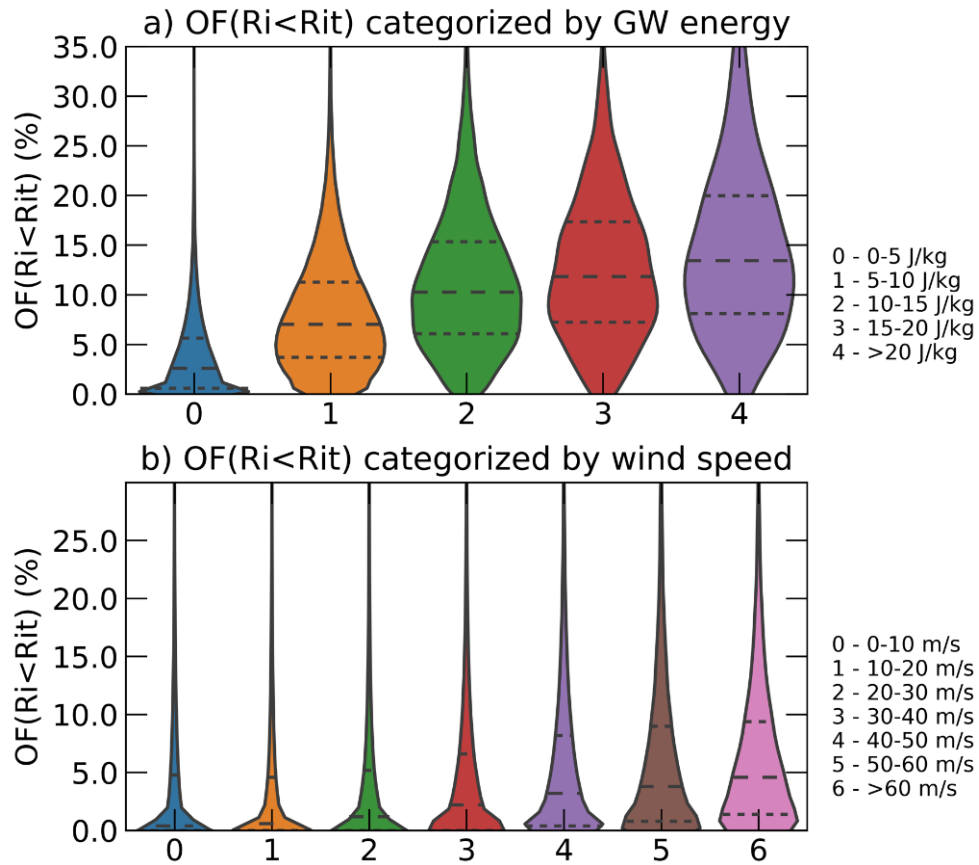 a) OF(Ri<Rit) categorized by GW energy
OF(Ri<Rit) (%)
35.0
30.0
25.0
20.0
15.0
10.0
5.0
0.0
0 1 2 3 4
0 - 0-5 J/kg
1 - 5-10 J/kg
2 - 10-15 J/kg
3 - 15-20 J/kg
4 - >20 J/kg
b) OF(Ri<Rit) categorized by wind speed
OF(Ri<Rit) (%)
25.0
20.0
15.0
10.0
5.0
0.0
0 1 2 3 4 5 6
0 - 0-10 m/s
1 - 10-20 m/s
2 - 20-30 m/s
3 - 30-40 m/s
4 - 40-50 m/s
5 - 50-60 m/s
6 - >60 m/s